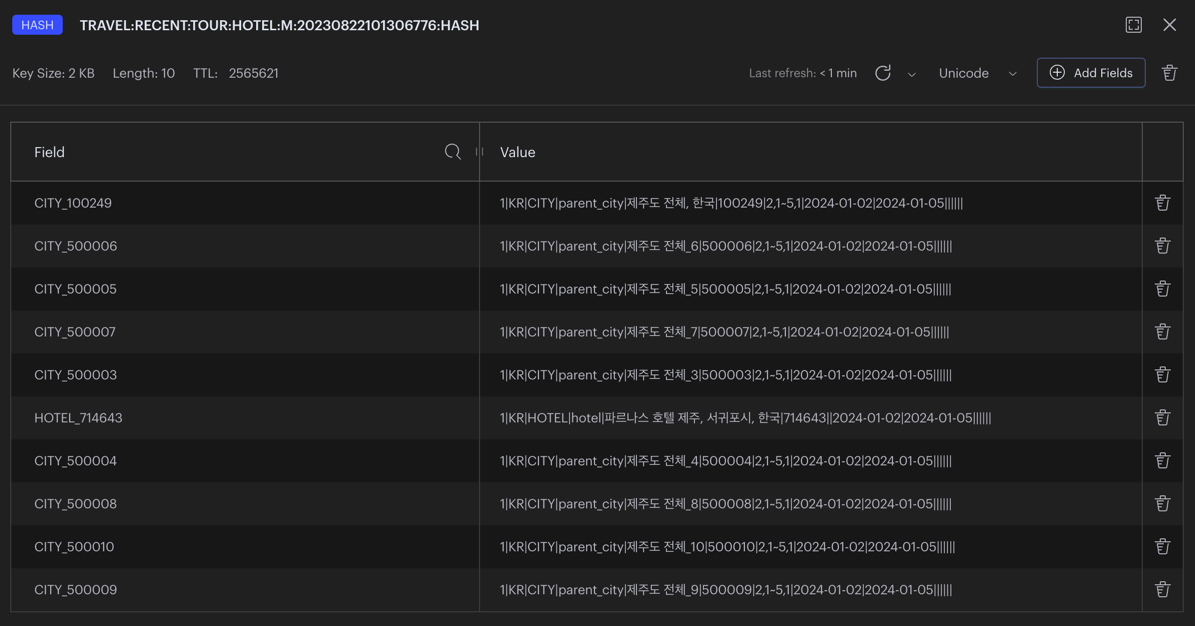 HASH TRAVEL:RECENT:TOUR:HOTEL:M:20230822101306776:HASH
Key Size: 2 KB Length: 10 TTL: 2565621 Last refresh: < 1 min Unicode Add Fields
Field Value
CITY_100249 1|KR|CITY|parent_city|제주도 전체, 한국|100249|2,1~5,1|2024-01-02|2024-01-05||||||
CITY_500006 1|KR|CITY|parent_city|제주도 전체_6|500006|2,1~5,1|2024-01-02|2024-01-05||||||
CITY_500005 1|KR|CITY|parent_city|제주도 전체_5|500005|2,1~5,1|2024-01-02|2024-01-05||||||
CITY_500007 1|KR|CITY|parent_city|제주도 전체_7|500007|2,1~5,1|2024-01-02|2024-01-05||||||
CITY_500003 1|KR|CITY|parent_city|제주도 전체_3|500003|2,1~5,1|2024-01-02|2024-01-05||||||
HOTEL_714643 1|KR|HOTEL|hotel|파르나스 호텔 제주, 서귀포시, 한국|714643||2024-01-02|2024-01-05||||||
CITY_500004 1|KR|CITY|parent_city|제주도 전체_4|500004|2,1~5,1|2024-01-02|2024-01-05||||||
CITY_500008 1|KR|CITY|parent_city|제주도 전체_8|500008|2,1~5,1|2024-01-02|2024-01-05||||||
CITY_500010 1|KR|CITY|parent_city|제주도 전체_10|500010|2,1~5,1|2024-01-02|2024-01-05||||||
CITY_500009 1|KR|CITY|parent_city|제주도 전체_9|500009|2,1~5,1|2024-01-02|2024-01-05||||||